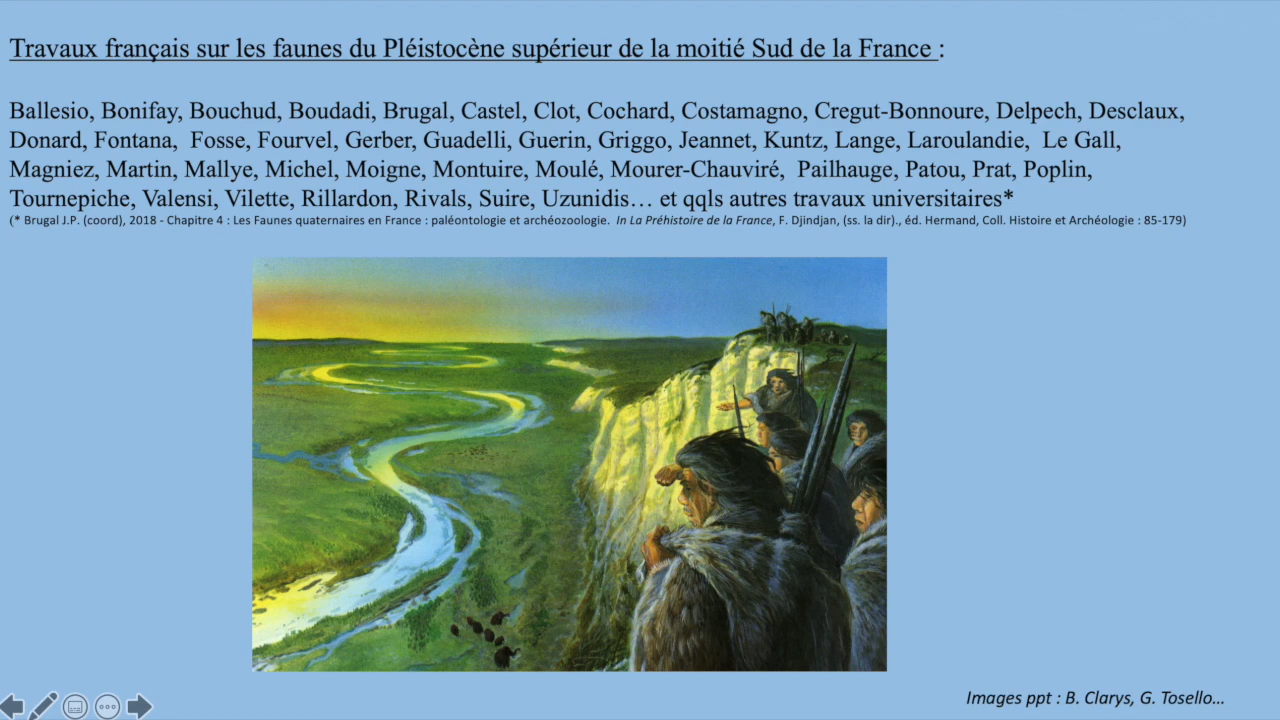 Travaux français sur les faunes du Pléistocène supérieur de la moitié Sud de la France :
Ballesio, Bonifay, Bouchud, Boudadi, Brugal, Castel, Clot, Cochard, Costamagno, Cregut-Bonnoure, Delpech, Desclaux,
Donard, Fontana, Fosse, Fourvel, Gerber, Guadelli, Guerin, Griggo, Jeannet, Kuntz, Lange, Laroulandie, Le Gall,
Magniez, Martin, Mallye, Michel, Moigne, Montuire, Moulé, Mourer-Chauviré, Pailhauge, Patou, Prat, Poplin,
Tournepiche, Valensi, Vilette, Rillardon, Rivals, Suire, Uzunidis… et qqls autres travaux universitaires*
(* Brugal J.P. (coord), 2018 - Chapitre 4 : Les Faunes quaternaires en France : paléontologie et archéozoologie. In La Préhistoire de la France, F. Djindjan, (ss. la dir)., éd. Hermand, Coll. Histoire et Archéologie : 85-179)
Images ppt : B. Clarys, G. Tosello…